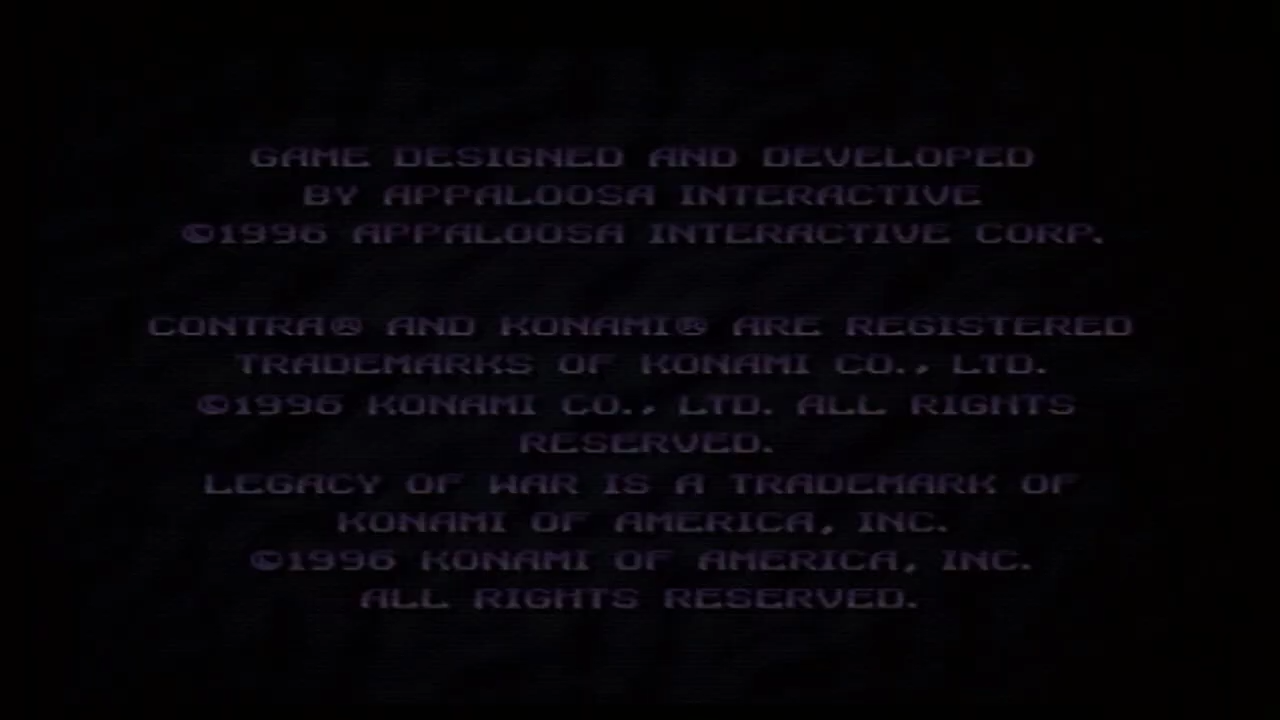 GAME DESIGNED AND DEVELOPED
BY APPALOOSA INTERACTIVE
©1996 APPALOOSA INTERACTIVE CORP.
CONTRA® AND KONAMI® ARE REGISTERED
TRADEMARKS OF KONAMI CO., LTD.
©1996 KONAMI CO., LTD. ALL RIGHTS
RESERVED.
LEGACY OF WAR IS A TRADEMARK OF
KONAMI OF AMERICA, INC.
©1996 KONAMI OF AMERICA, INC.
ALL RIGHTS RESERVED.